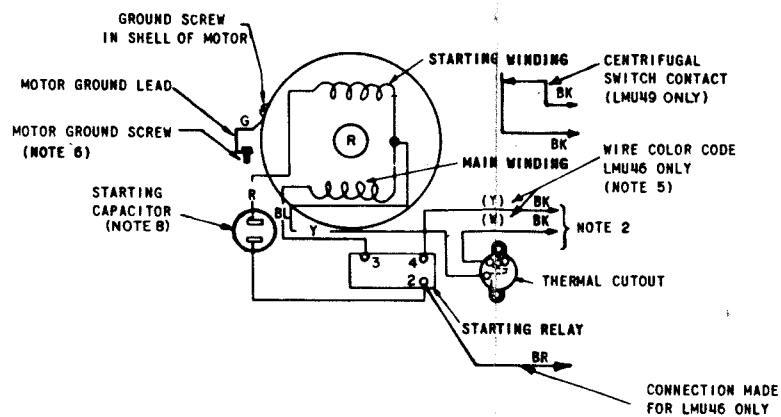 GROUND SCREW
IN SHELL OF MOTOR
MOTOR GROUND LEAD
G
MOTOR GROUND SCREW
(NOTE 6)
STARTING WINDING
CENTRIFUGAL
SWITCH CONTACT
(LMU49 ONLY)
BK
BK
R
MAIN WINDING
WIRE COLOR CODE
LMU46 ONLY
(NOTE 5)
R
STARTING
CAPACITOR
(NOTE 8)
BL
Y
(Y)
BK
(W)
BK
NOTE 2
3
4
2
THERMAL CUTOUT
STARTING RELAY
BR
CONNECTION MADE
FOR LMU46 ONLY